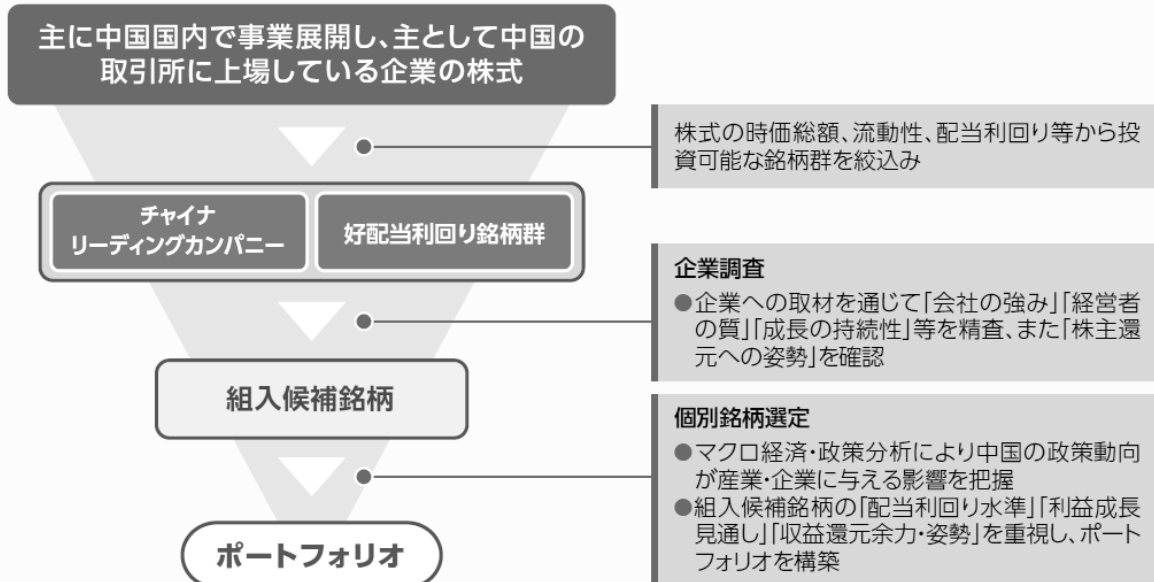 主に中国国内で事業展開し、主として中国の
取引所に上場している企業の株式
株式の時価総額、流動性、配当利回り等から投
資可能な銘柄群を絞込み
チャイナ
リーディングカンパニー
好配当利回り銘柄群
企業調査
●企業への取材を通じて「会社の強み」「経営者
の質」「成長の持続性」等を精査、また「株主還
元への姿勢」を確認
組入候補銘柄
個別銘柄選定
●マクロ経済・政策分析により中国の政策動向
が産業・企業に与える影響を把握
●組入候補銘柄の「配当利回り水準」「利益成長
見通し」「収益還元余力・姿勢」を重視し、ポート
フォリオを構築
ポートフォリオ